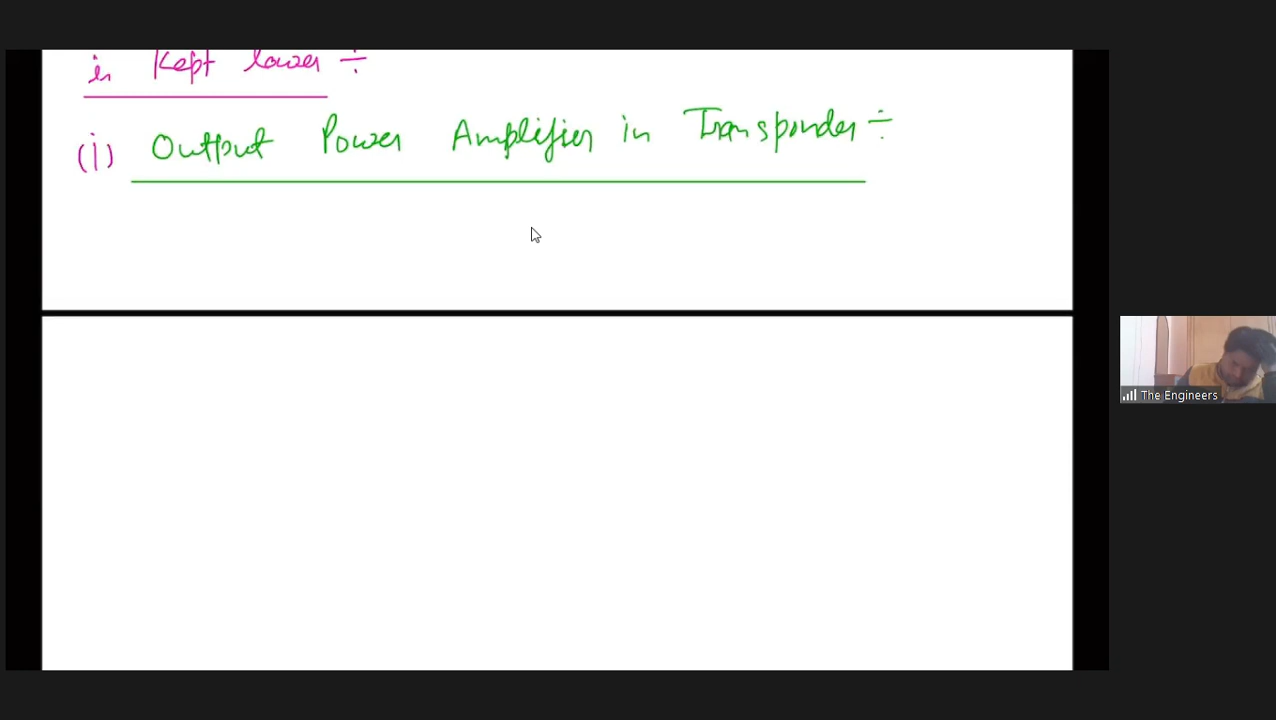 is Kept lower ÷
(i) Output Power Amplifier in Transponder ÷
The Engineers